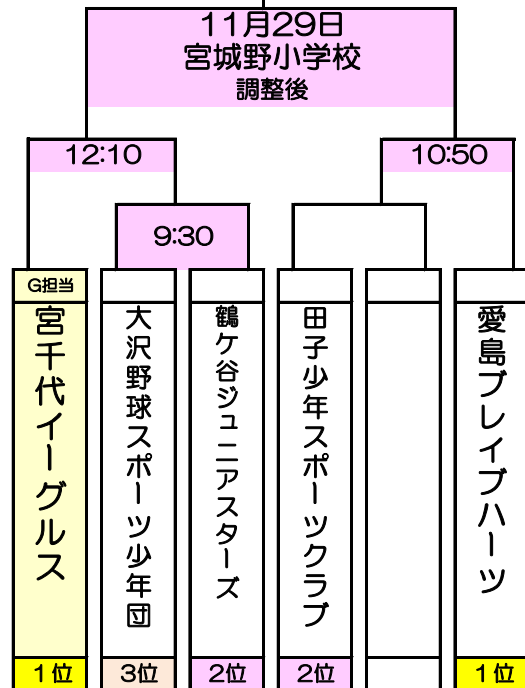 11月29日
宮城野小学校
調整後
12:10
10:50
9:30
G担当
宮千代イーグルス
大沢野球スポーツ少年団
鶴ケ谷ジュニアスターズ
田子少年スポーツクラブ
愛島ブレイブハーツ
1位
3位
2位
2位
1位